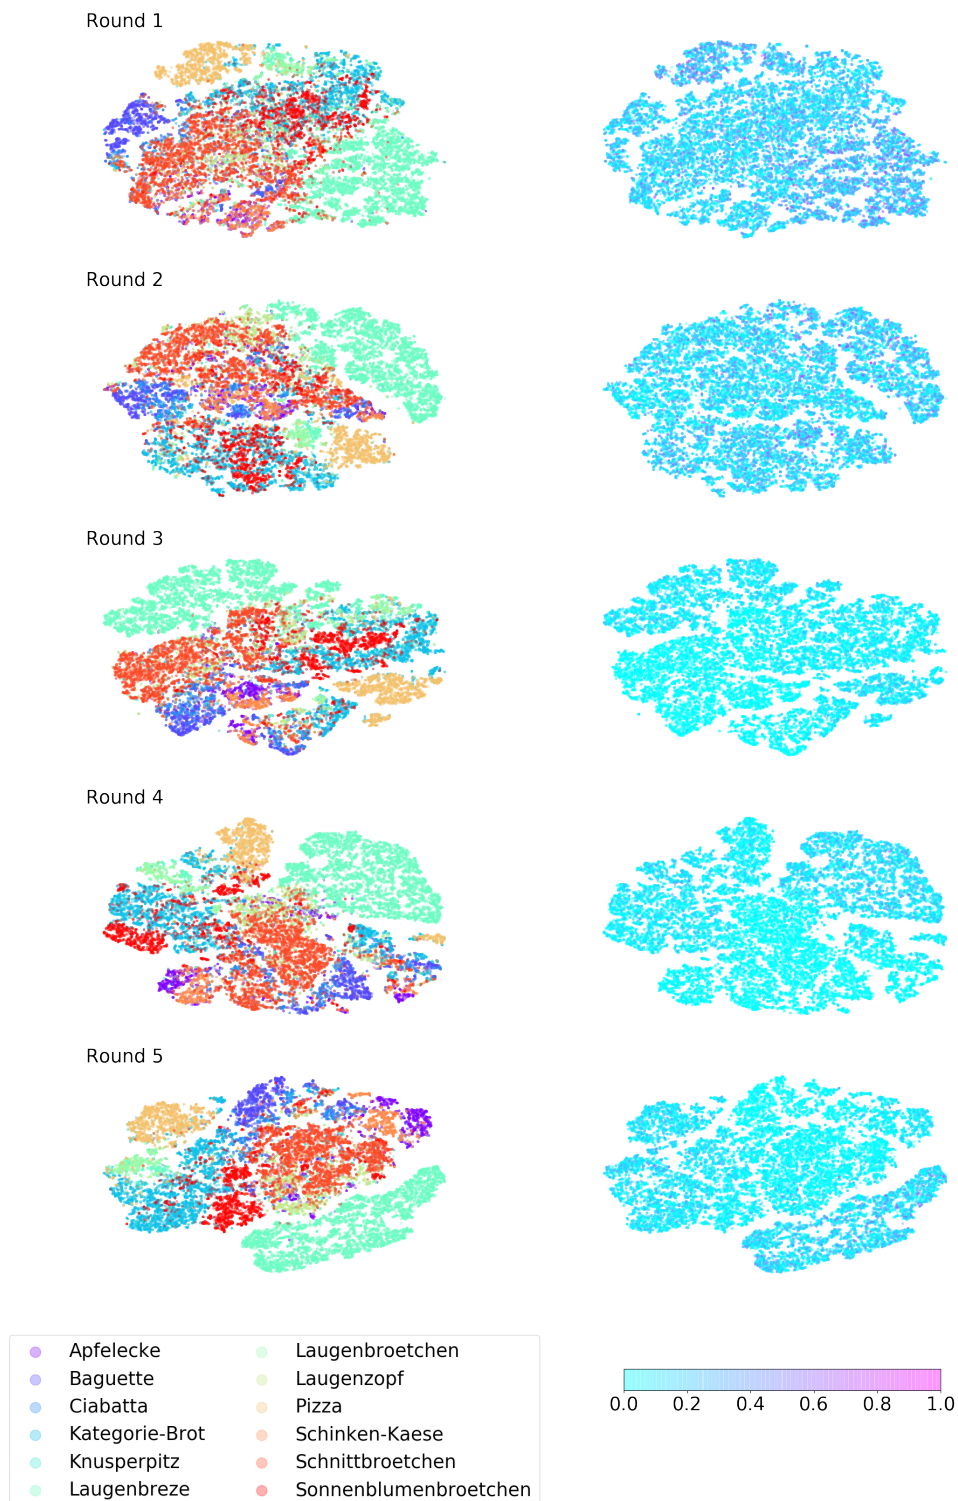 Round 1
Round 2
Round 3
Round 4
Round 5
Apfelecke
Baguette
Ciabatta
Kategorie-Brot
Knusperpitz
Laugenbreze
Laugenbroetchen
Laugenzopf
Pizza
Schinken-Kaese
Schnittbroetchen
Sonnenblumenbroetchen
0.0 0.2 0.4 0.6 0.8 1.0